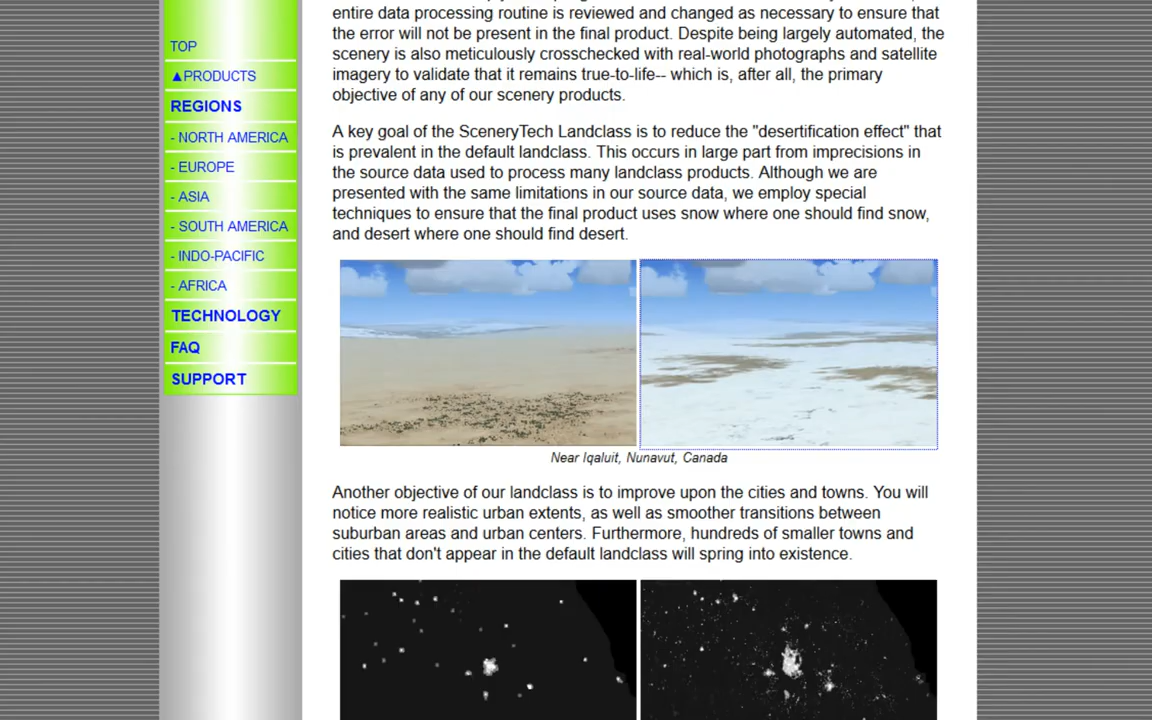 TOP
▲PRODUCTS
REGIONS
- NORTH AMERICA
- EUROPE
- ASIA
- SOUTH AMERICA
- INDO-PACIFIC
- AFRICA
TECHNOLOGY
FAQ
SUPPORT
entire data processing routine is reviewed and changed as necessary to ensure that
the error will not be present in the final product. Despite being largely automated, the
scenery is also meticulously crosschecked with real-world photographs and satellite
imagery to validate that it remains true-to-life-- which is, after all, the primary
objective of any of our scenery products.
A key goal of the SceneryTech Landclass is to reduce the "desertification effect" that
is prevalent in the default landclass. This occurs in large part from imprecisions in
the source data used to process many landclass products. Although we are
presented with the same limitations in our source data, we employ special
techniques to ensure that the final product uses snow where one should find snow,
and desert where one should find desert.
Near Iqaluit, Nunavut, Canada
Another objective of our landclass is to improve upon the cities and towns. You will
notice more realistic urban extents, as well as smoother transitions between
suburban areas and urban centers. Furthermore, hundreds of smaller towns and
cities that don't appear in the default landclass will spring into existence.